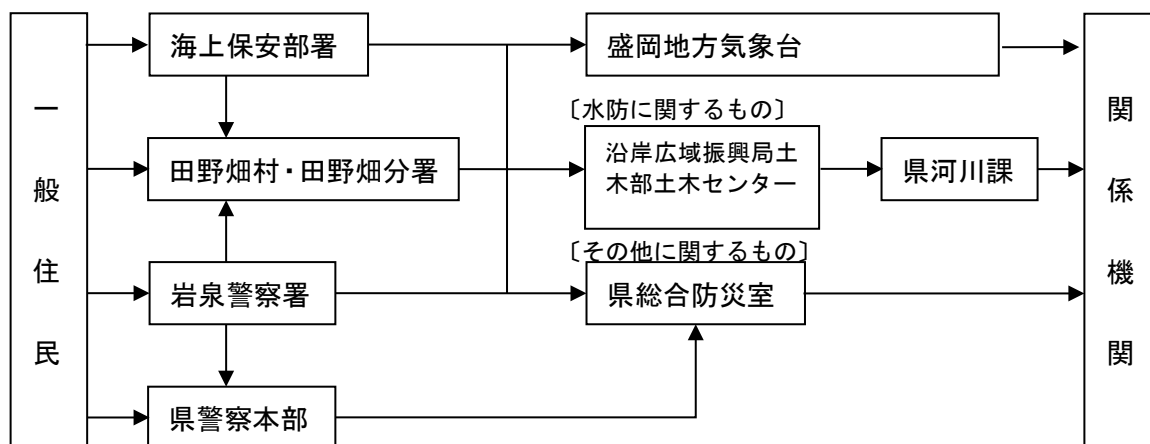 一般住民
海上保安部署
盛岡地方気象台
〔水防に関するもの〕
田野畑村・田野畑分署
沿岸広域振興局土
木部土木センター
県河川課
〔その他に関するもの〕
岩泉警察署
県総合防災室
県警察本部
関係機関